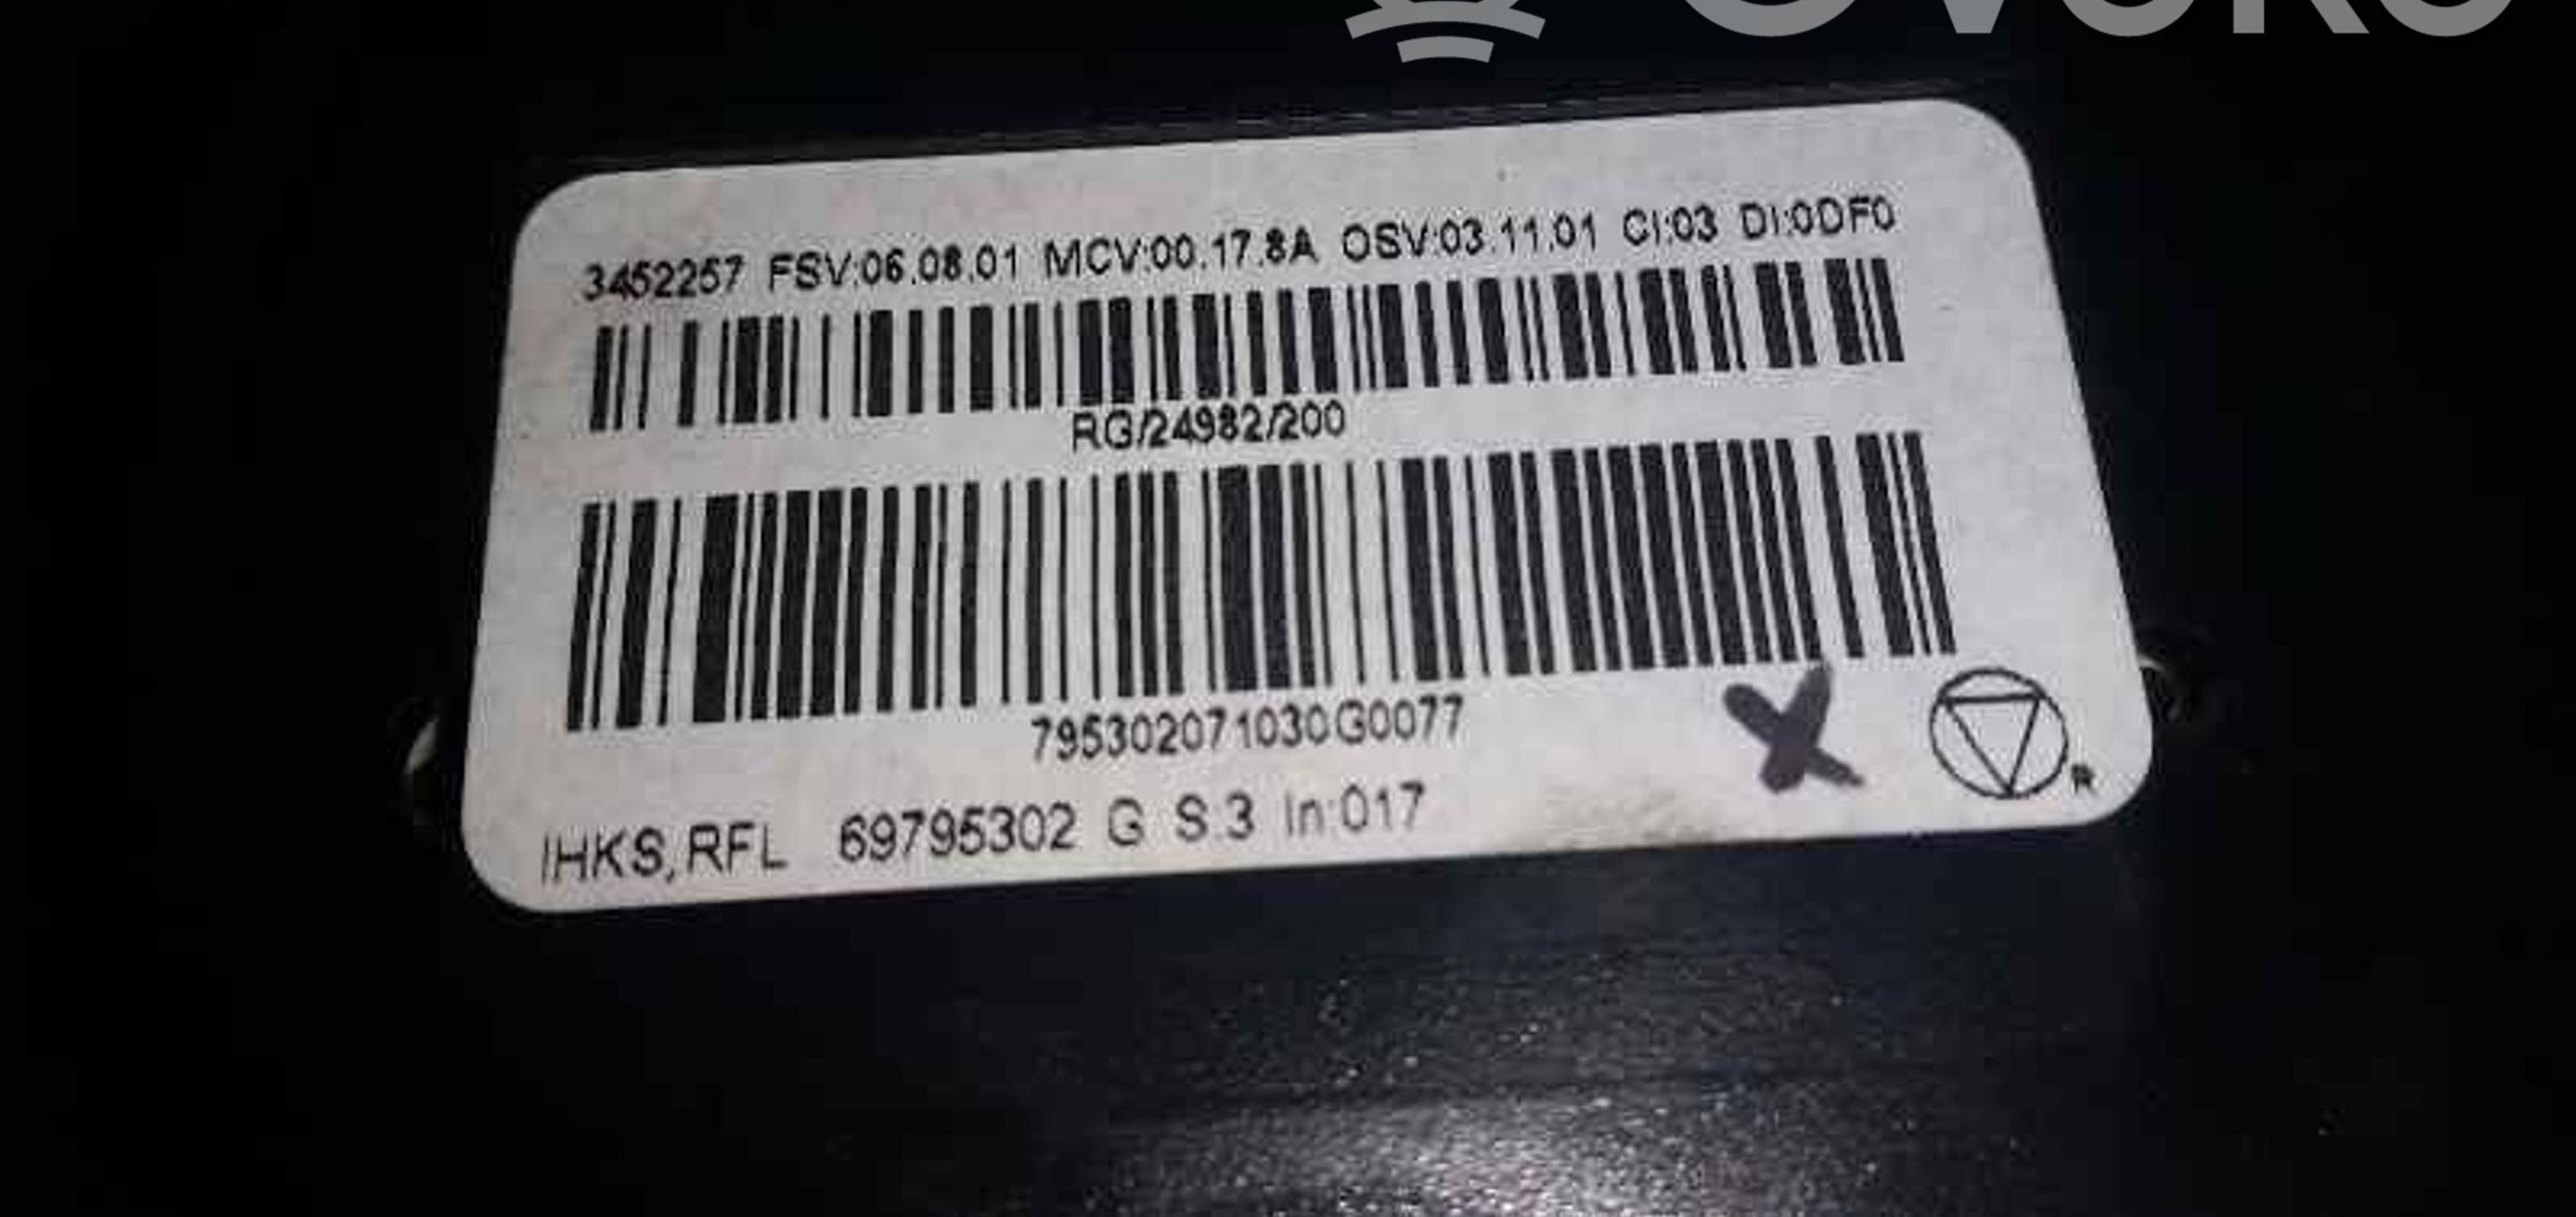 3452257 FSV:06.08.01 MCV:00.17.8A OSV:03.11.01 CI:03 DI:0DF0
RG/24982/200
795302071030G0077
IHKS,RFL 69795302 G S.3 In:017
R